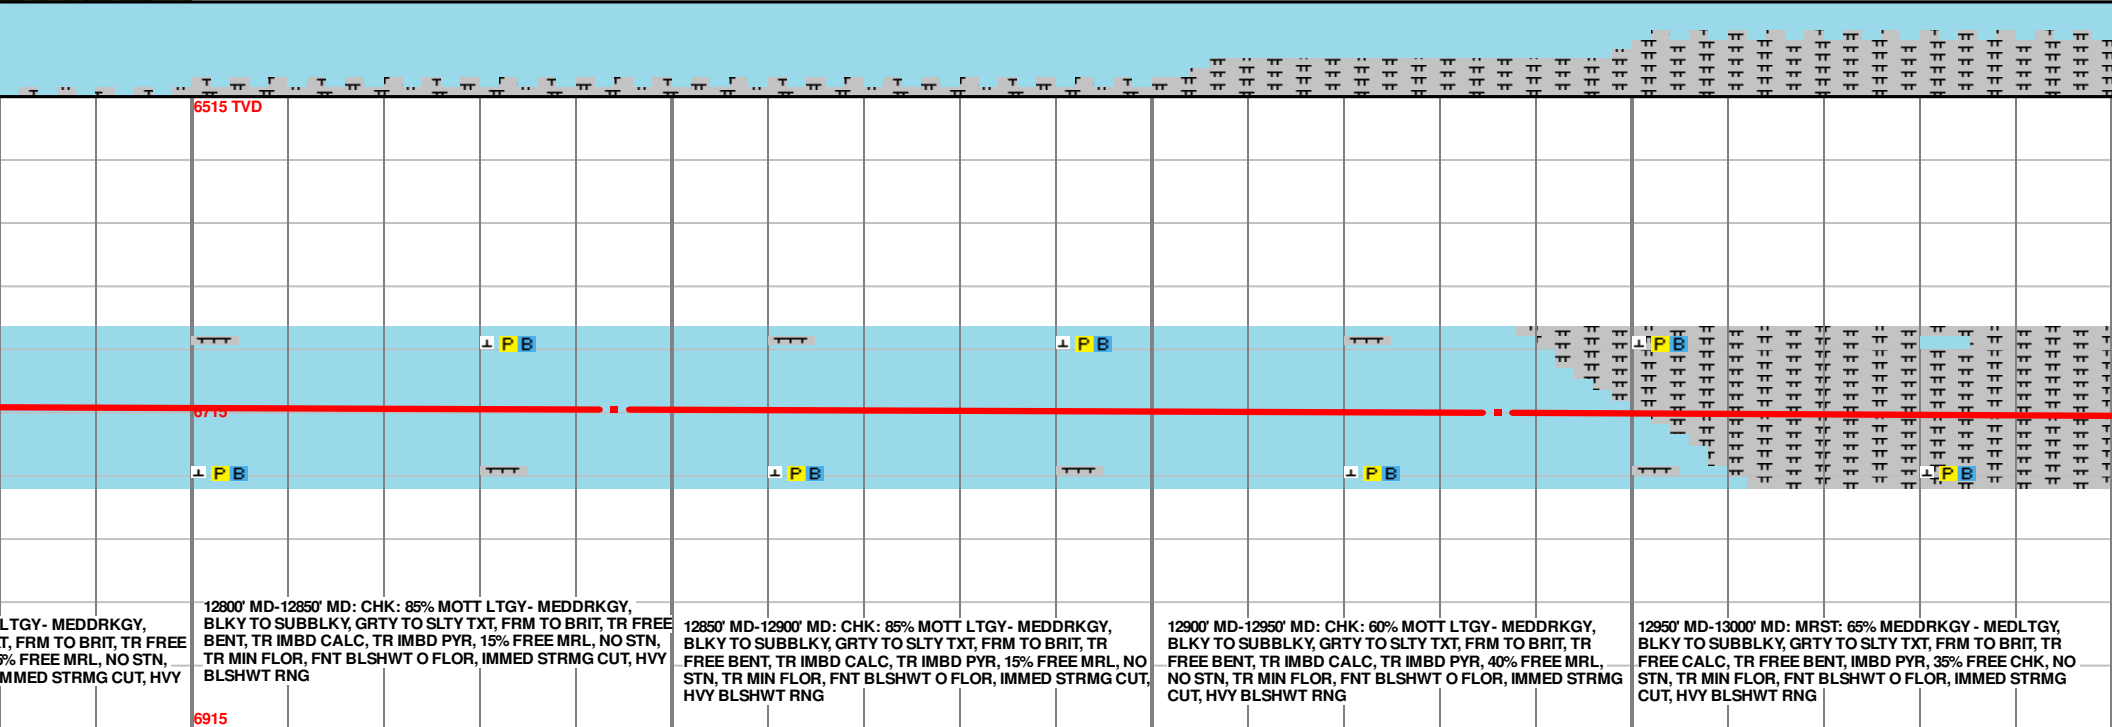 6515 TVD
P B
P B
P B
6715
P B
P B
P B
P B
LTGY- MEDDRKGY,
T, FRM TO BRIT, TR FREE
% FREE MRL, NO STN,
MMED STRMG CUT, HVY
12800' MD-12850' MD: CHK: 85% MOTT LTGY- MEDDRKGY,
BLKY TO SUBBLKY, GRTY TO SLTY TXT, FRM TO BRIT, TR FREE
BENT, TR IMBD CALC, TR IMBD PYR, 15% FREE MRL, NO STN,
TR MIN FLOR, FNT BLSHWT O FLOR, IMMED STRMG CUT, HVY
BLSHWT RNG
12850' MD-12900' MD: CHK: 85% MOTT LTGY- MEDDRKGY,
BLKY TO SUBBLKY, GRTY TO SLTY TXT, FRM TO BRIT, TR
FREE BENT, TR IMBD CALC, TR IMBD PYR, 15% FREE MRL, NO
STN, TR MIN FLOR, FNT BLSHWT O FLOR, IMMED STRMG CUT,
HVY BLSHWT RNG
12900' MD-12950' MD: CHK: 60% MOTT LTGY- MEDDRKGY,
BLKY TO SUBBLKY, GRTY TO SLTY TXT, FRM TO BRIT, TR
FREE BENT, TR IMBD CALC, TR IMBD PYR, 40% FREE MRL,
NO STN, TR MIN FLOR, FNT BLSHWT O FLOR, IMMED STRMG
CUT, HVY BLSHWT RNG
12950' MD-13000' MD: MRST: 65% MEDDRKGY - MEDLTGY,
BLKY TO SUBBLKY, GRTY TO SLTY TXT, FRM TO BRIT, TR
FREE CALC, TR FREE BENT, IMBD PYR, 35% FREE CHK, NO
STN, TR MIN FLOR, FNT BLSHWT O FLOR, IMMED STRMG
CUT, HVY BLSHWT RNG
6915